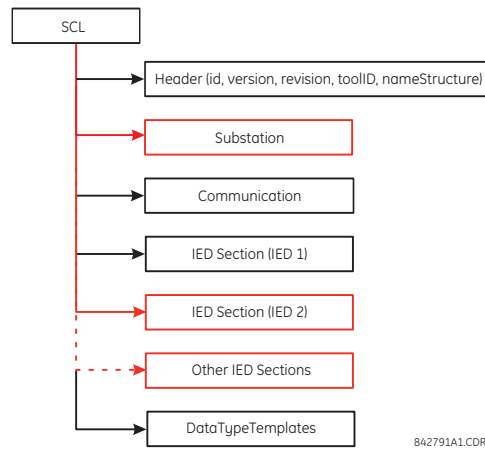 SCL
Header (id, version, revision, toolID, nameStructure)
Substation
Communication
IED Section (IED 1)
IED Section (IED 2)
Other IED Sections
DataTypeTemplates
842791A1.CDR